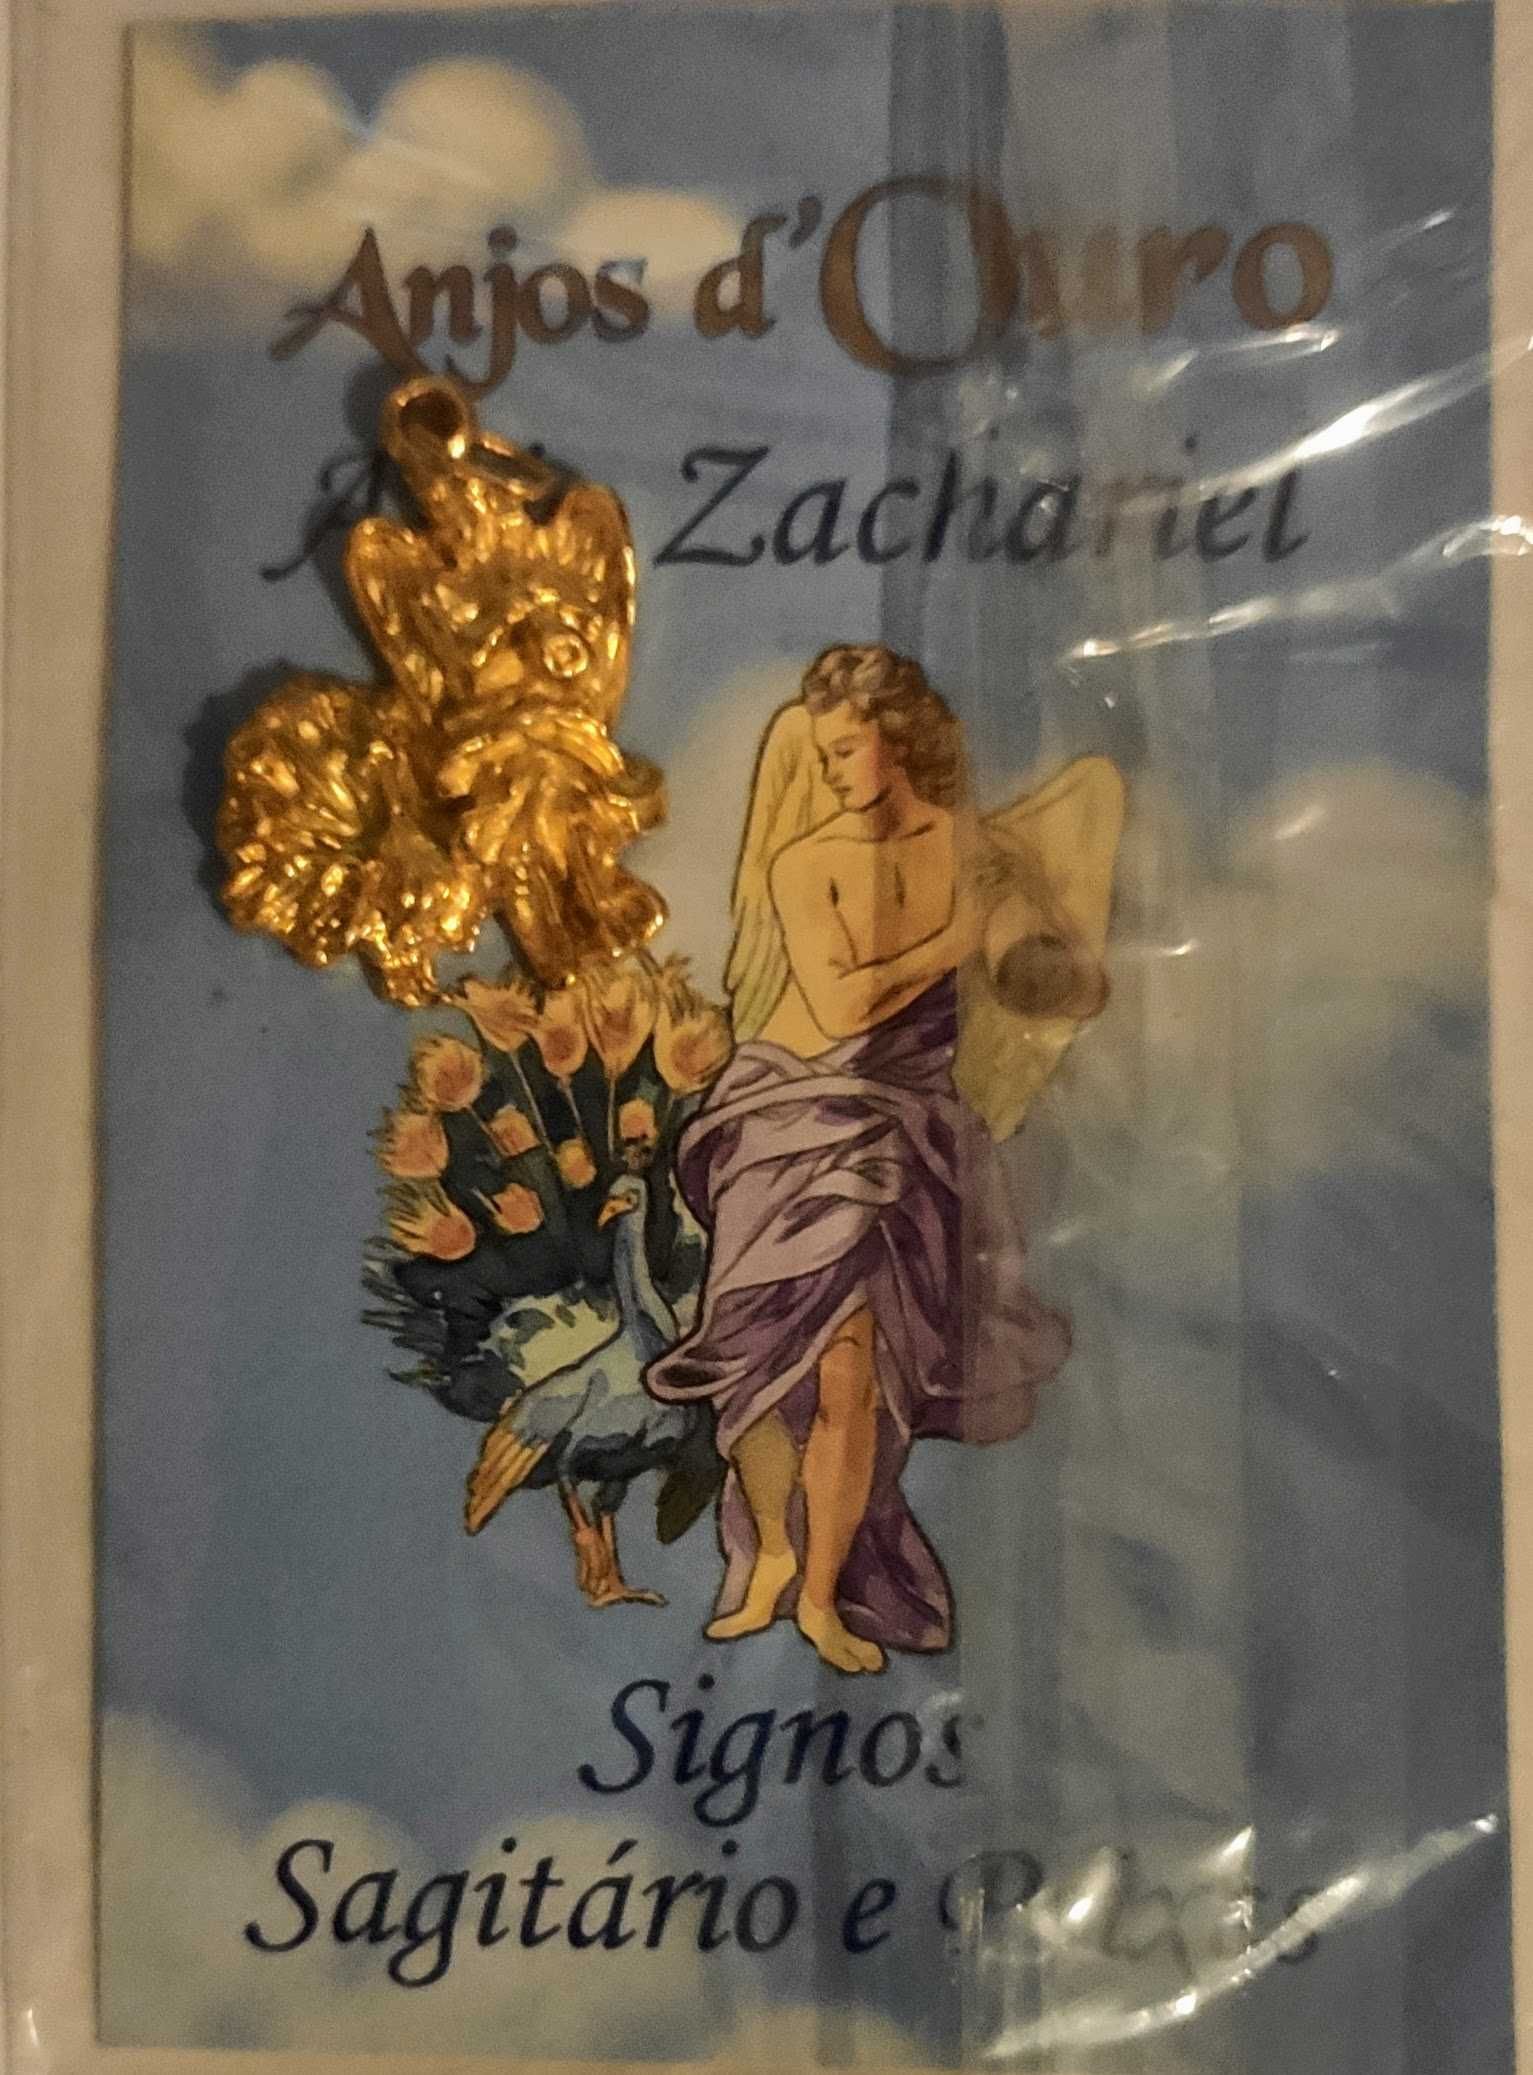 Anjos d'Ouro
Zachariel
Signos
Sagitário e